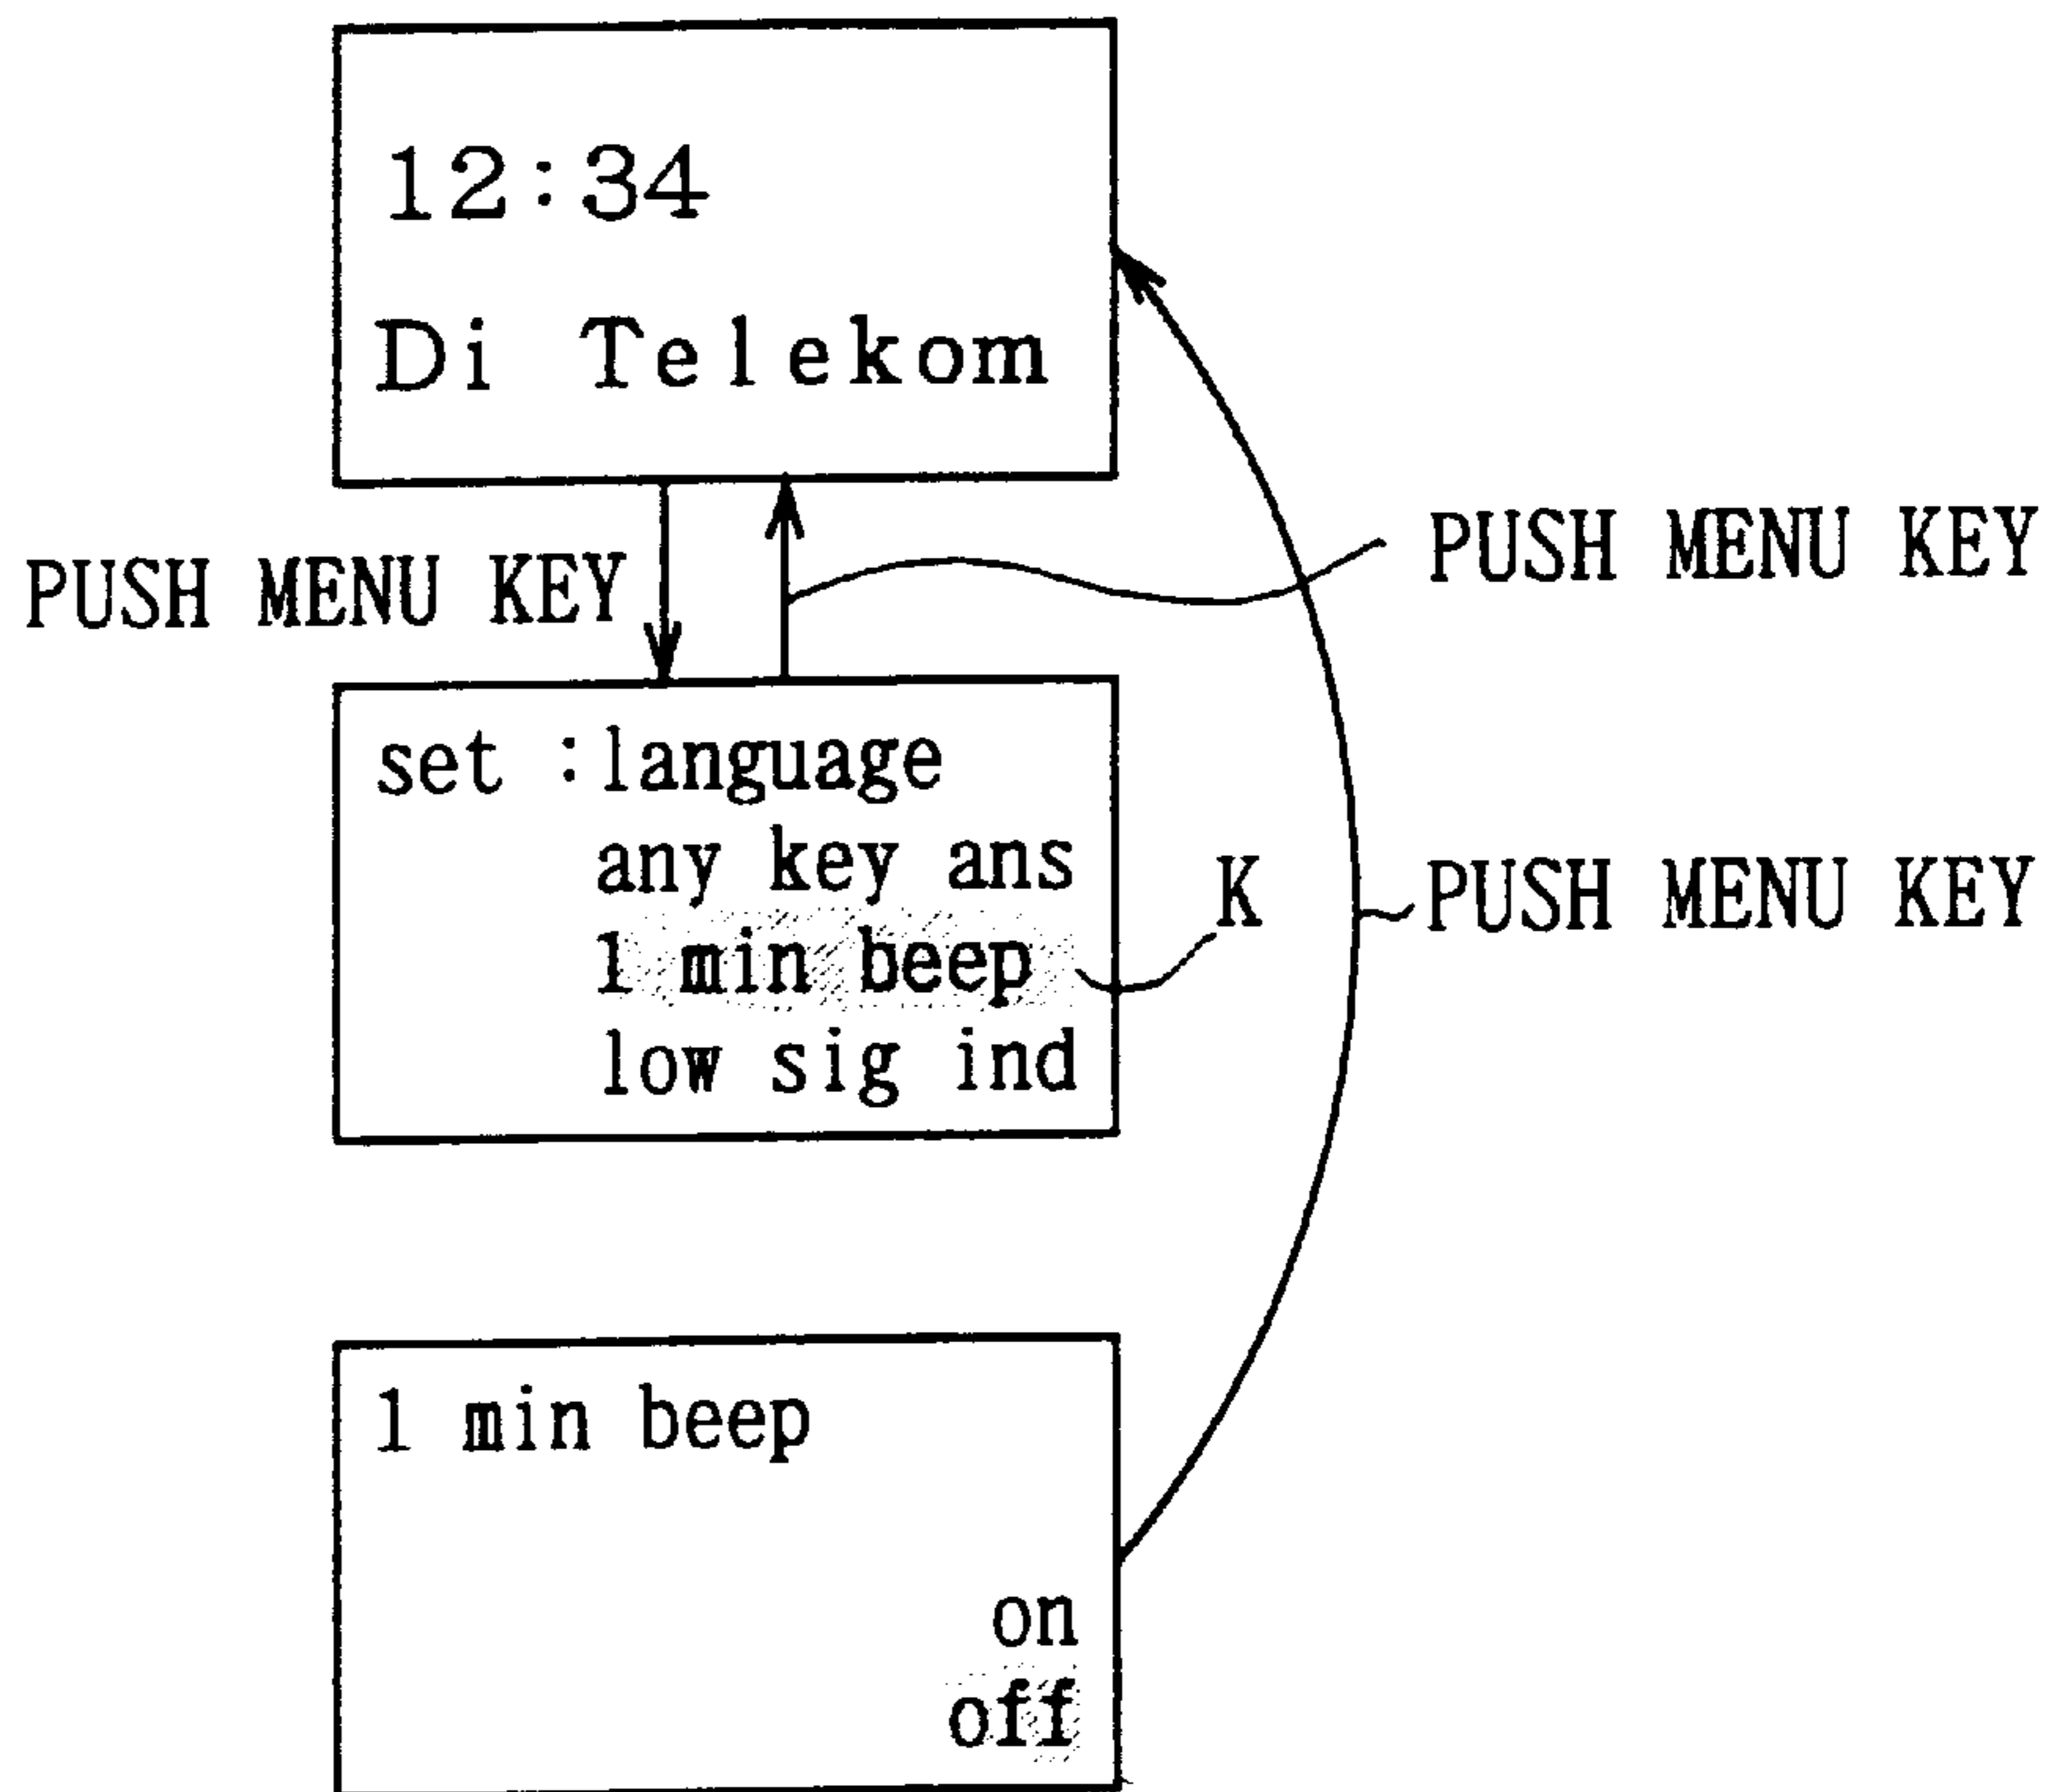 12:34
Di Telekom
PUSH MENU KEY
PUSH MENU KEY
set :language
any key ans
1 min beep
low sig ind
K
PUSH MENU KEY
1 min beep
on
off